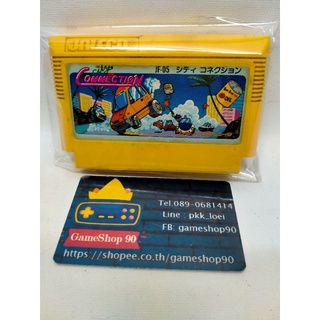 JALECO
CONNECTION
JF-05 シティ コネクション
Tel.089-0681414
Line : pkk_loei
FB gameshop90
GameShop 90
https://shopee.co.th/gameshop90